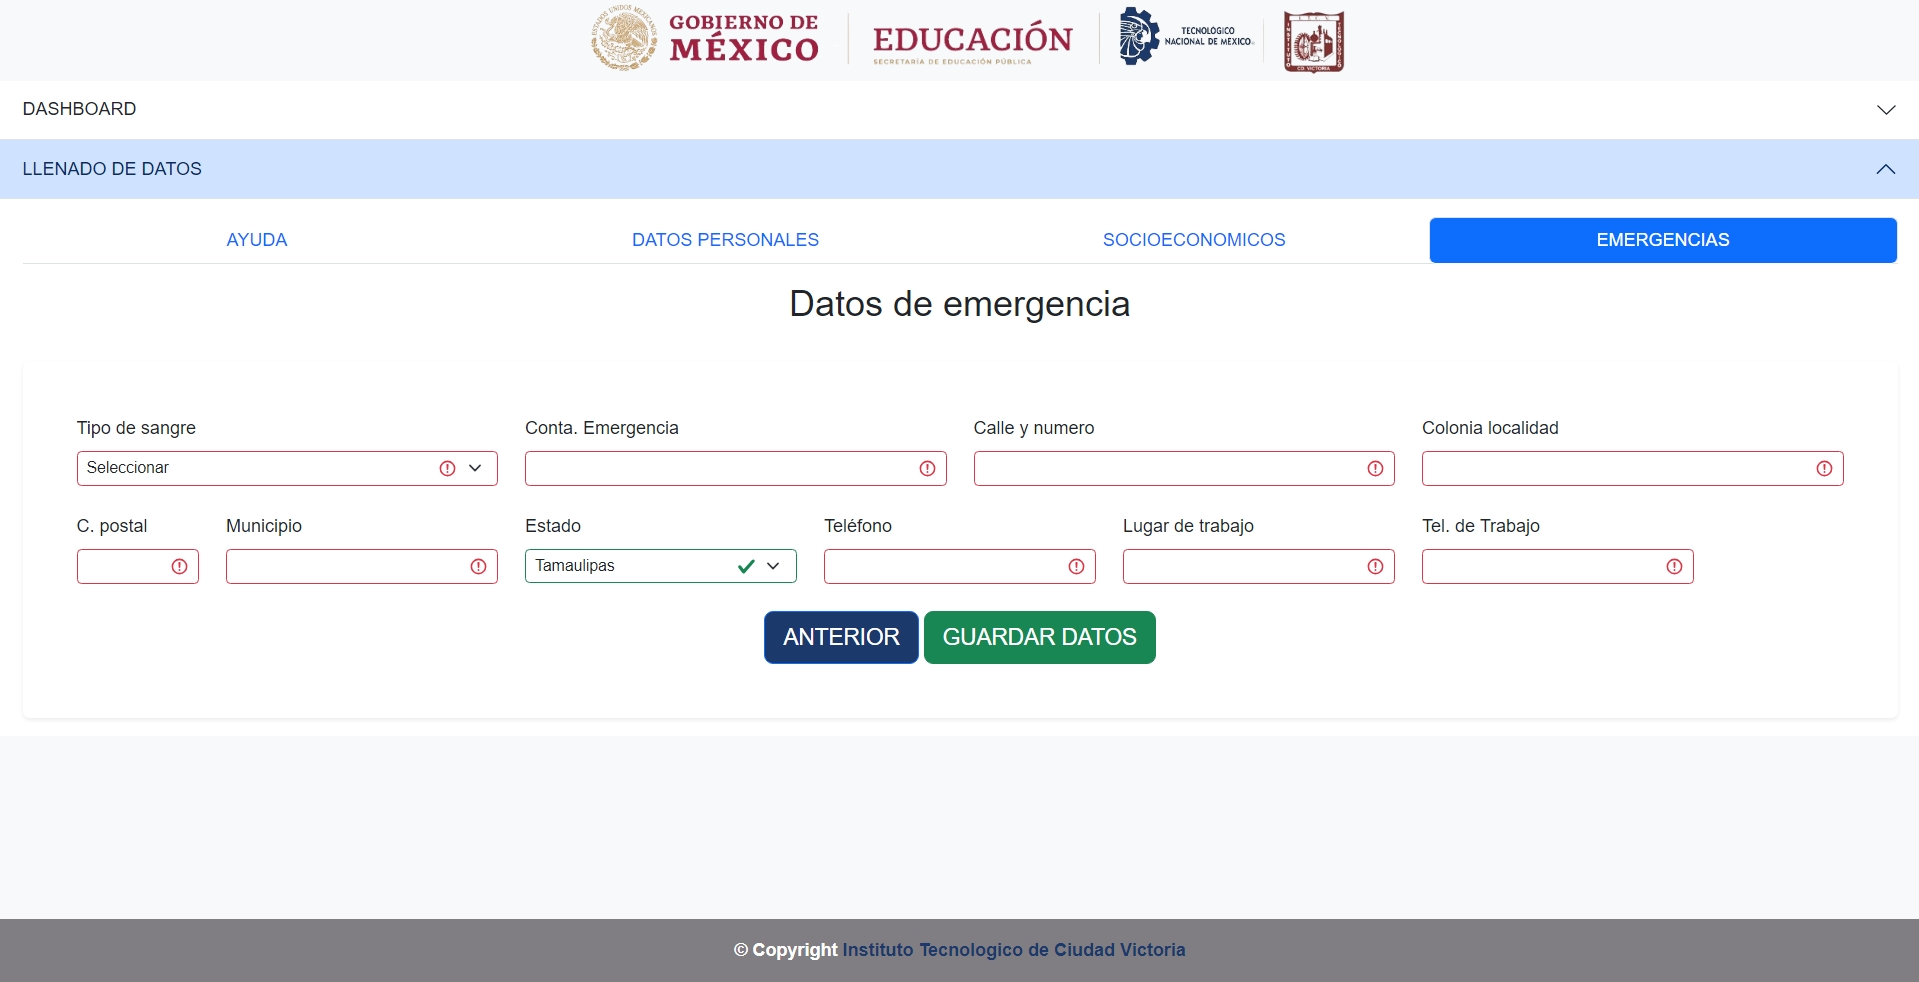 GOBIERNO DE
MÉXICO
EDUCACIÓN
SECRETARÍA DE EDUCACIÓN PÚBLICA
TECNOLÓGICO
NACIONAL DE MÉXICO
CD. VICTORIA
DASHBOARD
LLENADO DE DATOS
AYUDA
DATOS PERSONALES
SOCIOECONOMICOS
EMERGENCIAS
Datos de emergencia
Tipo de sangre
Conta. Emergencia
Calle y numero
Colonia localidad
Seleccionar
C. postal
Municipio
Estado
Teléfono
Lugar de trabajo
Tel. de Trabajo
Tamaulipas
ANTERIOR
GUARDAR DATOS
© Copyright Instituto Tecnologico de Ciudad Victoria